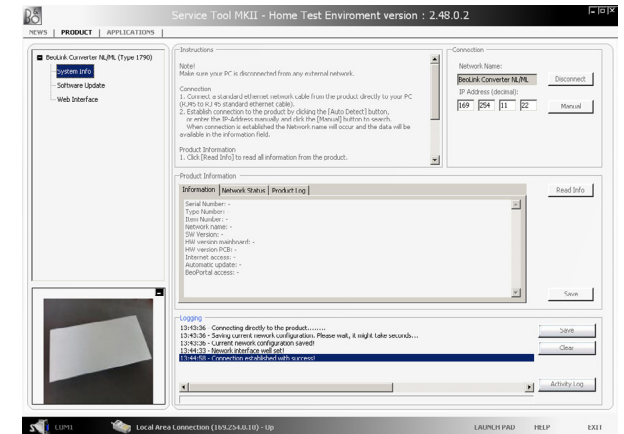 Service Tool MKII - Home Test Enviroment version : 2.48.0.2
NEWS | PRODUCT | APPLICATIONS |
BeoLink Converter NL/ML (Type 1790)
System Info
Software Update
Web Interface
Instructions
Note!
Make sure your PC is disconnected from any external network.
Connection
1. Connect a standard ethernet network cable from the product directly to your PC
(RJ45 to RJ45 standard ethernet cable).
2. Establish connection to the product by clicking the [Auto Detect] button,
or enter the IP-Address manually and click the [Manual] button to search.
When connection is established the Network name will occur and the data will be
available in the information field.
Product Information
1. Click [Read Info] to read all information from the product.
Connection
Network Name:
BeoLink Converter NL/ML
Disconnect
IP Address (decimal):
169 254 11 22
Manual
Product Information
Information | Network Status | Product Log |
Read Info
Serial Number: -
Type Number: -
Item Number: -
Network name: -
SW Version: -
HW version mainboard: -
HW version PCB: -
Internet access: -
Automatic update: -
BeoPortal access: -
Save
Logging
13:43:36 - Connecting directly to the product........
13:43:36 - Saving current nework configuration. Please wait, it might take seconds...
13:43:36 - Current nework configuration saved!
13:44:33 - Nework interface well set!
13:44:58 - Connection established with success!
Save
Clear
Activity Log
COM1
Local Area Connection (169.254.0.10) - Up
LAUNCH PAD HELP EXIT